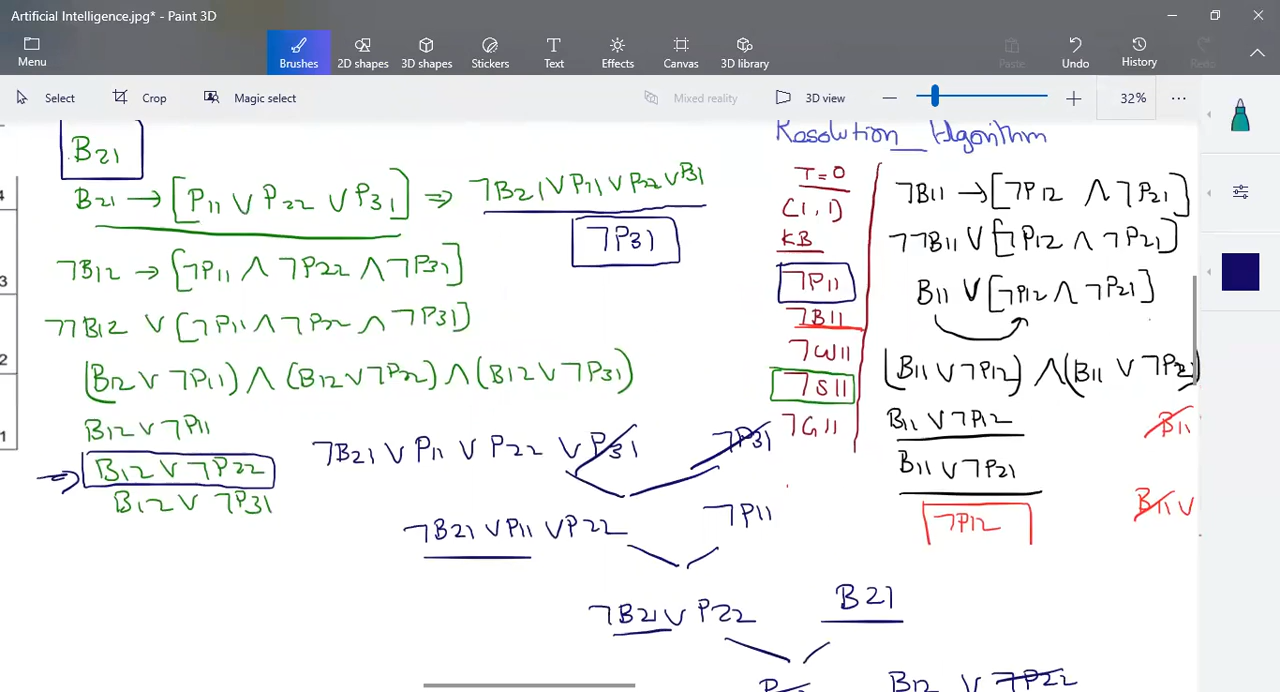 Artificial Intelligence.jpg* - Paint 3D
Menu
Brushes
2D shapes
3D shapes
Stickers
Text
Effects
Canvas
3D library
Paste
Undo
History
Redo
Select
Crop
Magic select
Mixed reality
3D view
32%
4
3
2
1
B21
B21 → [P11 ∨ P22 ∨ P31] ⇒ ¬B21 ∨ P11 ∨ P22 ∨ P31
¬P31
¬B12 → [¬P11 ∧ ¬P22 ∧ ¬P31]
¬¬B12 ∨ [¬P11 ∧ ¬P22 ∧ ¬P31]
(B12 ∨ ¬P11) ∧ (B12 ∨ ¬P22) ∧ (B12 ∨ ¬P31)
B12 ∨ ¬P11
B12 ∨ ¬P22
B12 ∨ ¬P31
¬B21 ∨ P11 ∨ P22 ∨ P31 ¬P31
¬B21 ∨ P11 ∨ P22 ¬P11
¬B21 ∨ P22 B21
B12 ∨ ¬P22
Resolution Algorithm
T=0
(1,1)
KB
¬P11
¬B11
¬W11
¬S11
¬G11
¬B11 → [¬P12 ∧ ¬P21]
¬¬B11 ∨ [¬P12 ∧ ¬P21]
B11 ∨ [¬P12 ∧ ¬P21]
(B11 ∨ ¬P12) ∧ (B11 ∨ ¬P21)
B11 ∨ ¬P12
B11 ∨ ¬P21
¬P12
B11
B11 ∨